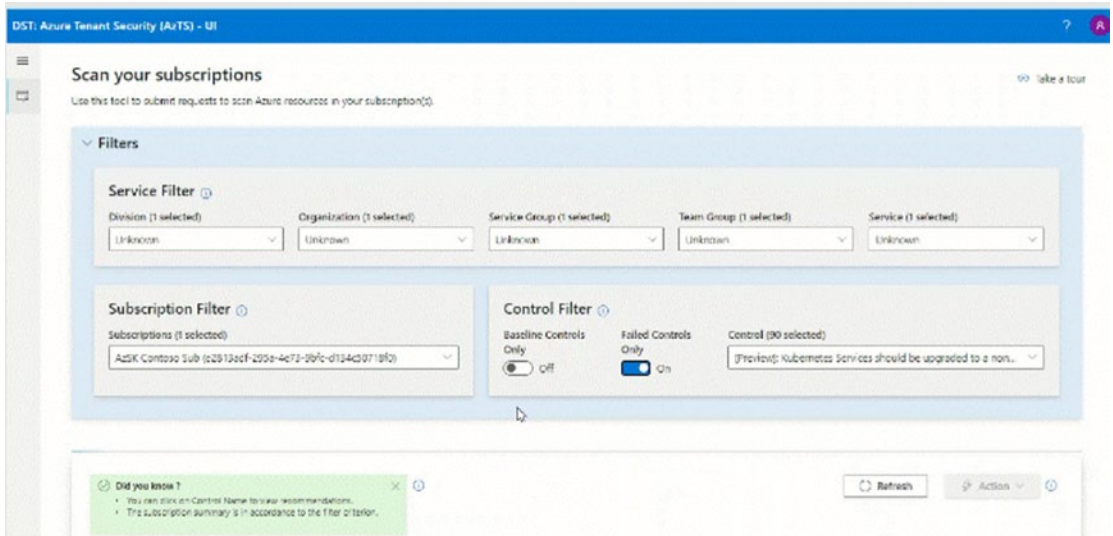 DST: Azure Tenant Security (AzTS) - UI
?
A
Scan your subscriptions
Take a tour
Use this tool to submit requests to scan Azure resources in your subscription(s).
Filters
Service Filter
Division (1 selected)
Organization (1 selected)
Service Group (1 selected)
Team Group (1 selected)
Service (1 selected)
Unknown
Unknown
Unknown
Unknown
Unknown
Subscription Filter
Subscriptions (1 selected)
AzSK Contoso Sub
Control Filter
Baseline Controls
Only
Off
Failed Controls
Only
On
Control (90 selected)
[Preview]: Kubernetes Services should be upgraded to a non...
Did you know ?
• You can click on Control Name to view recommendations.
• The subscription summary is in accordance to the filter criterion.
Refresh
Action